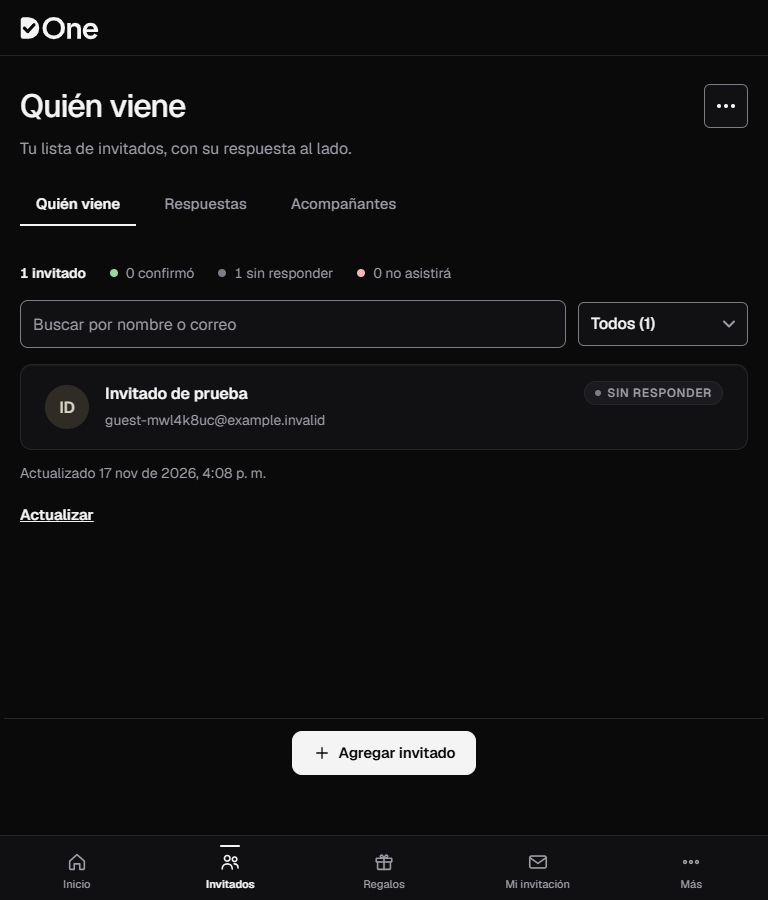 One
Quién viene
Tu lista de invitados, con su respuesta al lado.
Quién viene Respuestas Acompañantes
1 invitado 0 confirmó 1 sin responder 0 no asistirá
Buscar por nombre o correo Todos (1)
ID Invitado de prueba SIN RESPONDER
guest-mwl4k8uc@example.invalid
Actualizado 17 nov de 2026, 4:08 p. m.
Actualizar
Agregar invitado
Inicio Invitados Regalos Mi invitación Más